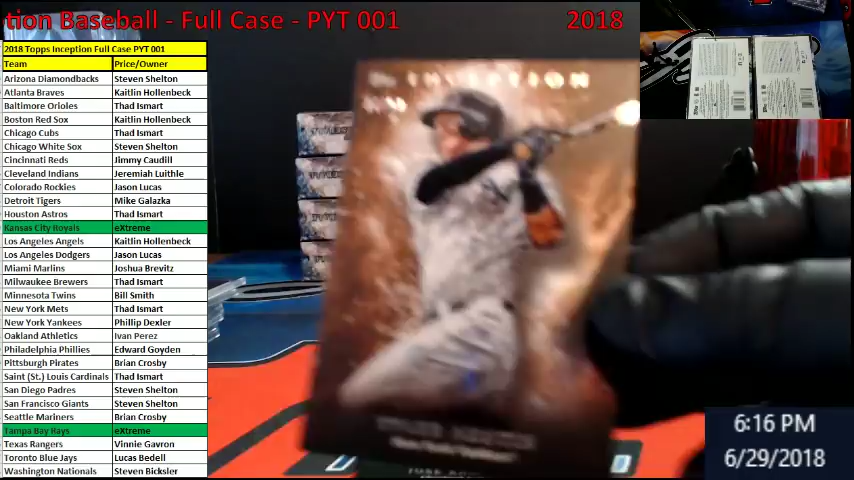 tion Baseball - Full Case - PYT 001 2018
2018 Topps Inception Full Case PYT 001
Team Price/Owner
Arizona Diamondbacks Steven Shelton
Atlanta Braves Kaitlin Hollenbeck
Baltimore Orioles Thad Ismart
Boston Red Sox Kaitlin Hollenbeck
Chicago Cubs Thad Ismart
Chicago White Sox Steven Shelton
Cincinnati Reds Jimmy Caudill
Cleveland Indians Jeremiah Luithle
Colorado Rockies Jason Lucas
Detroit Tigers Mike Galazka
Houston Astros Thad Ismart
Kansas City Royals eXtreme
Los Angeles Angels Kaitlin Hollenbeck
Los Angeles Dodgers Jason Lucas
Miami Marlins Joshua Brevitz
Milwaukee Brewers Thad Ismart
Minnesota Twins Bill Smith
New York Mets Thad Ismart
New York Yankees Phillip Dexler
Oakland Athletics Ivan Perez
Philadelphia Phillies Edward Goyden
Pittsburgh Pirates Brian Crosby
Saint (St.) Louis Cardinals Thad Ismart
San Diego Padres Steven Shelton
San Francisco Giants Steven Shelton
Seattle Mariners Brian Crosby
Tampa Bay Rays eXtreme
Texas Rangers Vinnie Gavron
Toronto Blue Jays Lucas Bedell
Washington Nationals Steven Bicksler
INCEPTION
6:16 PM
6/29/2018